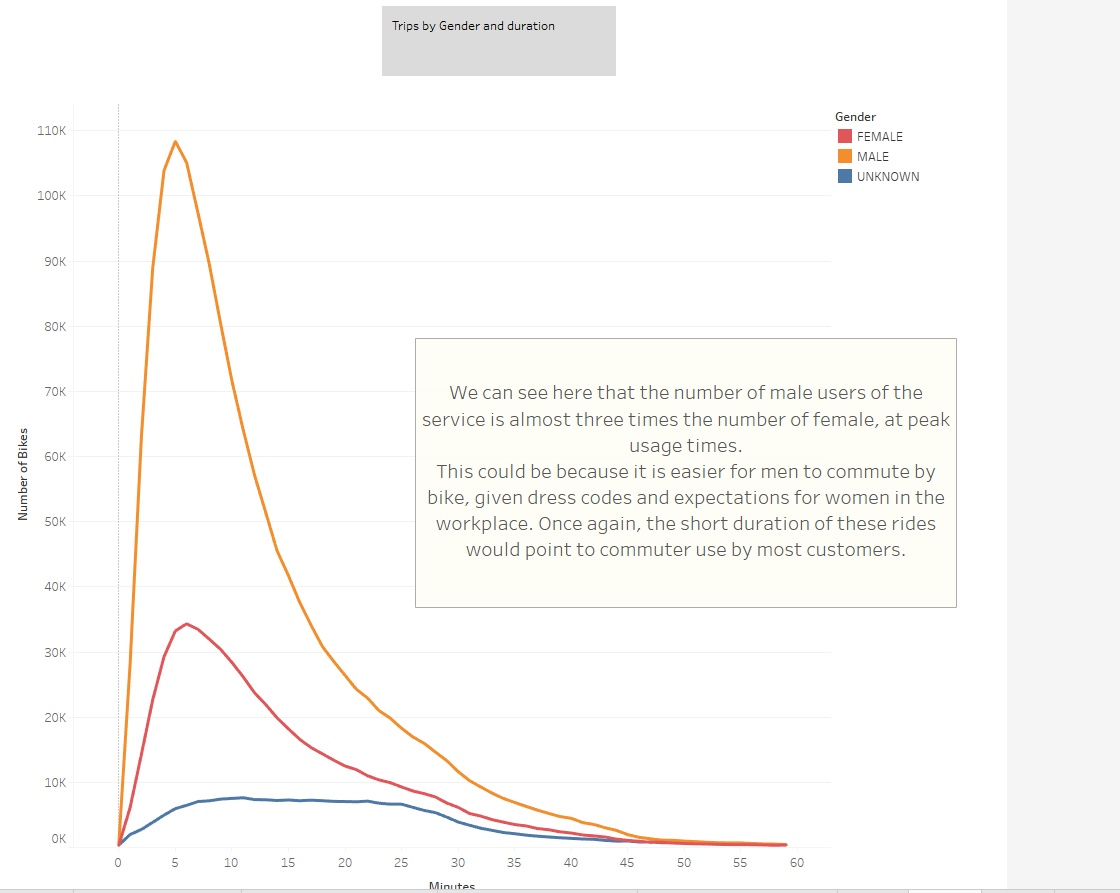 Trips by Gender and duration
Gender
FEMALE
MALE
UNKNOWN
110K
100K
90K
80K
70K
60K
50K
40K
30K
20K
10K
0K
Number of Bikes
We can see here that the number of male users of the
service is almost three times the number of female, at peak
usage times.
This could be because it is easier for men to commute by
bike, given dress codes and expectations for women in the
workplace. Once again, the short duration of these rides
would point to commuter use by most customers.
0 5 10 15 20 25 30 35 40 45 50 55 60
Minutes